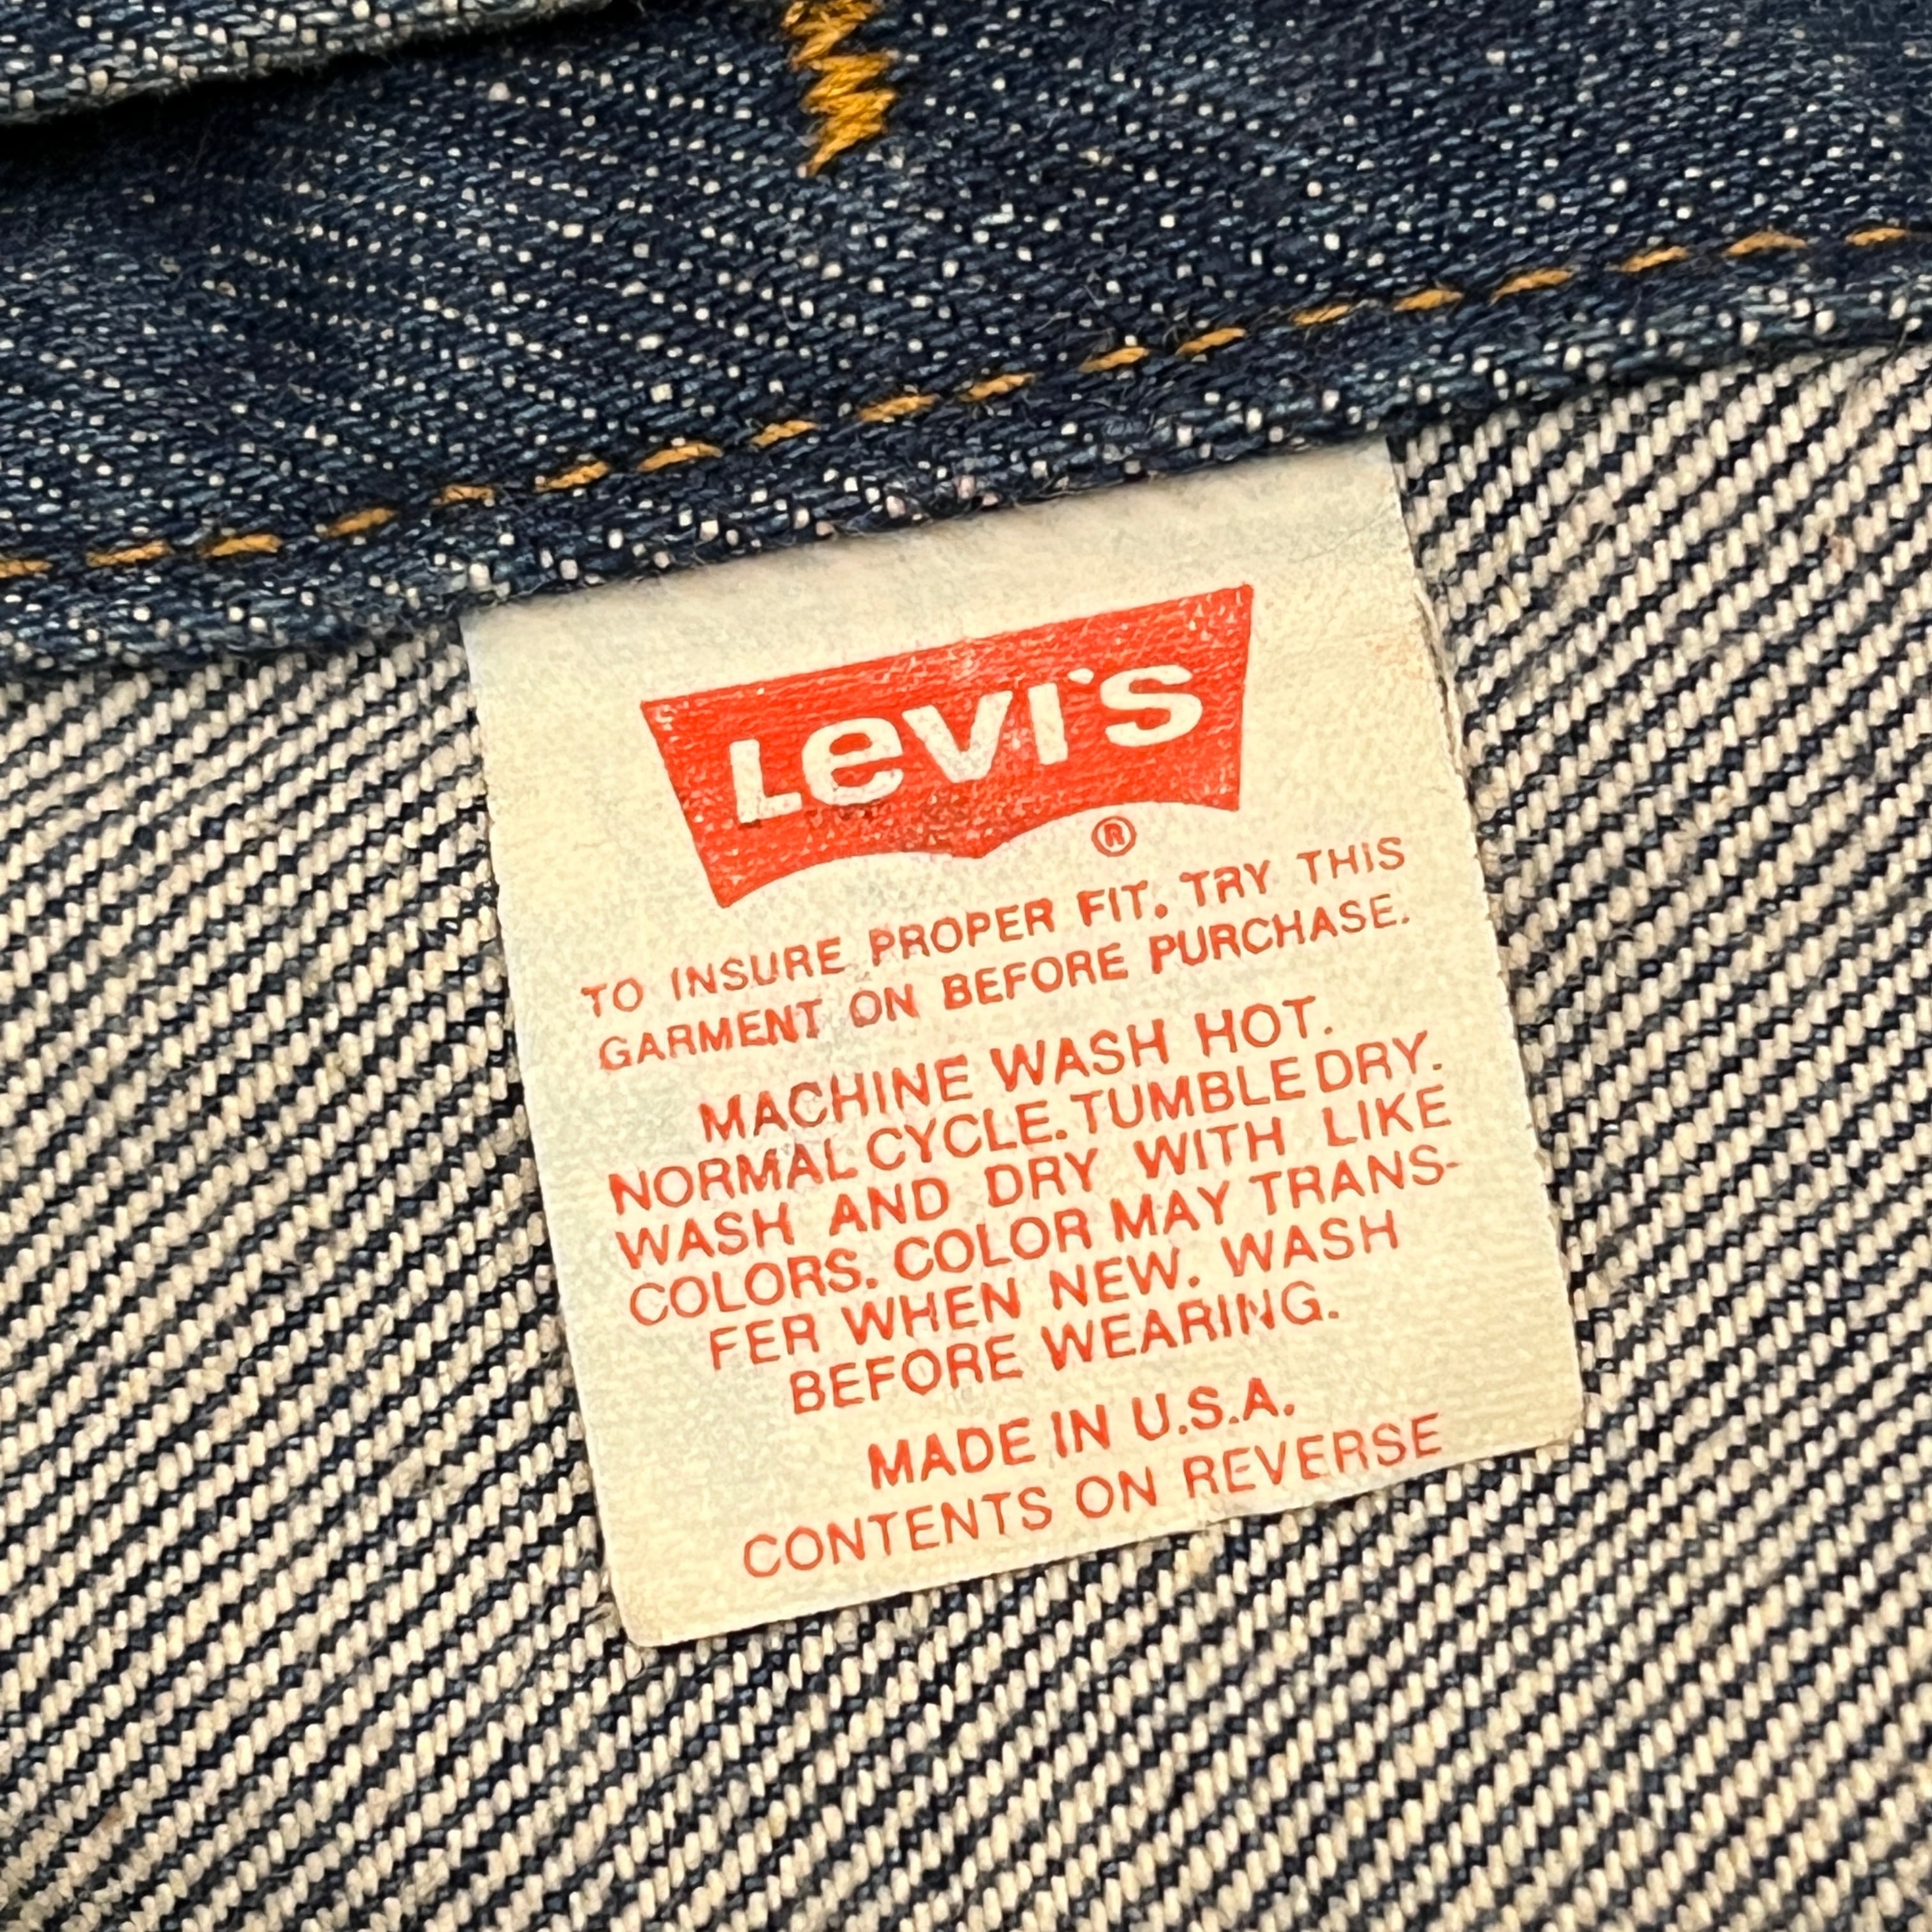 Levi's
®
TO INSURE PROPER FIT. TRY THIS
GARMENT ON BEFORE PURCHASE.
MACHINE WASH HOT.
NORMAL CYCLE. TUMBLE DRY.
WASH AND DRY WITH LIKE
COLORS. COLOR MAY TRANS-
FER WHEN NEW. WASH
BEFORE WEARING.
MADE IN U.S.A.
CONTENTS ON REVERSE